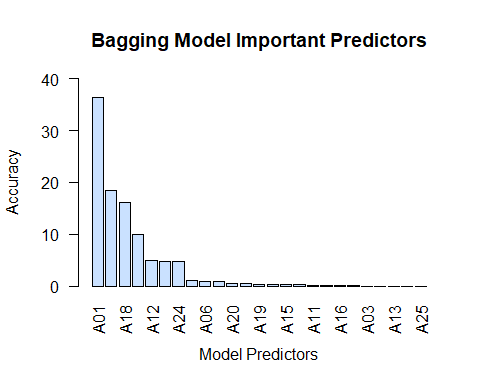 Bagging Model Important Predictors
Accuracy
40
30
20
10
0
A01 A18 A12 A24 A06 A20 A19 A15 A11 A16 A03 A13 A25
Model Predictors